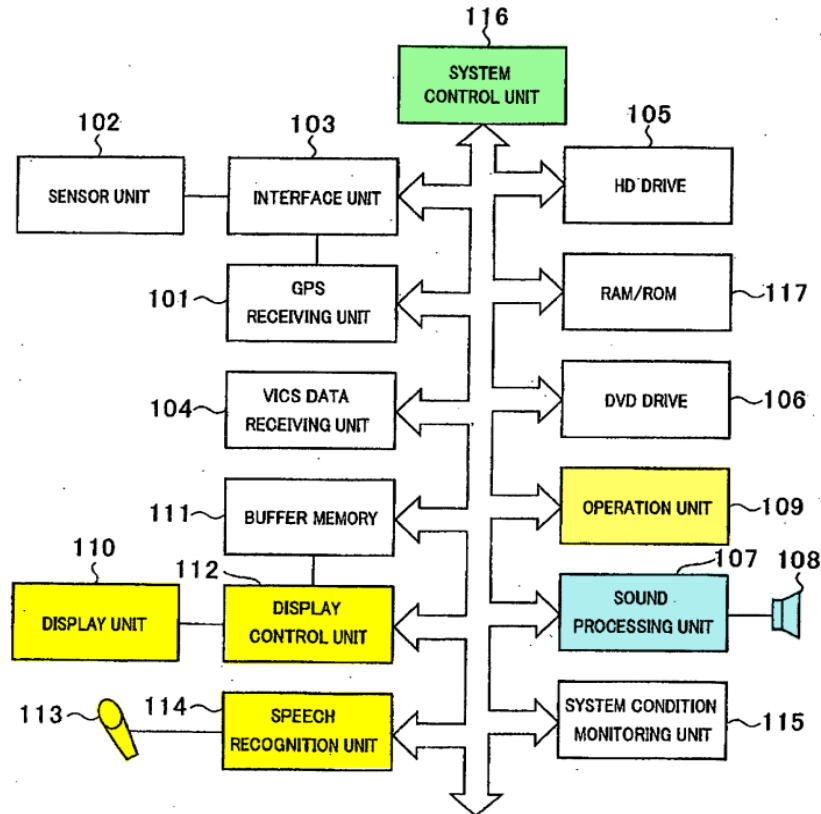 116
SYSTEM
CONTROL UNIT
102
103
105
SENSOR UNIT
INTERFACE UNIT
HD DRIVE
101
GPS
RECEIVING UNIT
RAM/ROM
117
104
VICS DATA
RECEIVING UNIT
DVD DRIVE
106
111
BUFFER MEMORY
OPERATION UNIT
109
110
112
107
108
DISPLAY UNIT
DISPLAY
CONTROL UNIT
SOUND
PROCESSING UNIT
113
114
SPEECH
RECOGNITION UNIT
SYSTEM CONDITION
MONITORING UNIT
115